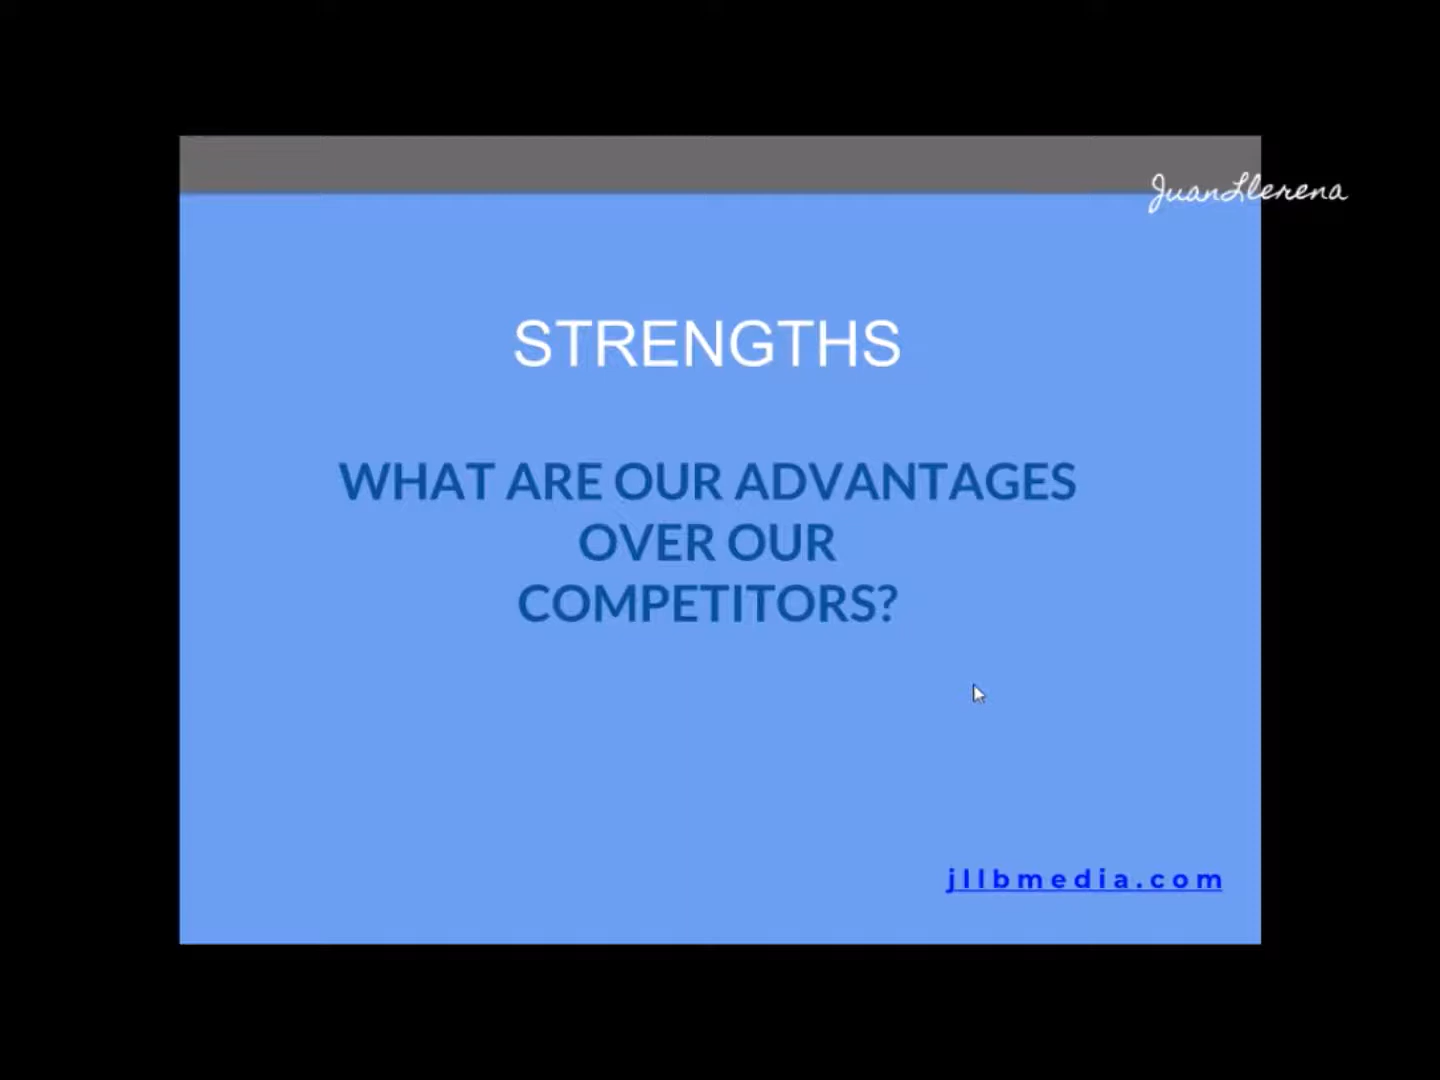 JuanLlerena
STRENGTHS
WHAT ARE OUR ADVANTAGES
OVER OUR
COMPETITORS?
jllbmedia.com